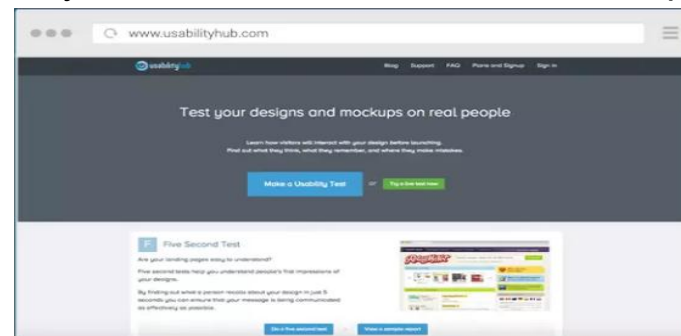 www.usabilityhub.com
usabilityhub
Blog Support FAQ Plans and Signup Sign in
Test your designs and mockups on real people
Learn how visitors will interact with your design before launching.
Find out what they think, what they remember, and where they make mistakes.
Make a Usability Test or Try a live test now
F Five Second Test
Are your landing pages easy to understand?
Five second tests help you understand people's first impressions of
your designs.
By finding out what a person recalls about your design in just 5
seconds you can ensure that your message is being communicated
as effectively as possible.
Do a five second test
View a sample report